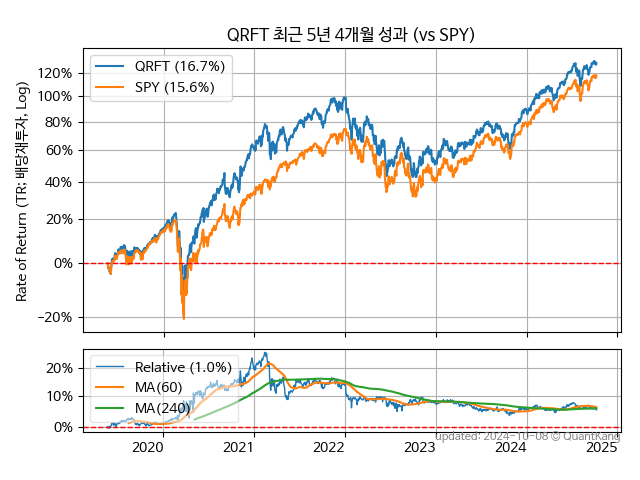 QRFT 최근 5년 4개월 성과 (vs SPY)
QRFT (16.7%)
SPY (15.6%)
120%
100%
80%
60%
40%
20%
0%
−20%
Rate of Return (TR: 배당재투자, Log)
Relative (1.0%)
MA(60)
MA(240)
20%
10%
0%
2020
2021
2022
2023
2024
2025
updated: 2024-10-08 © QuantKang